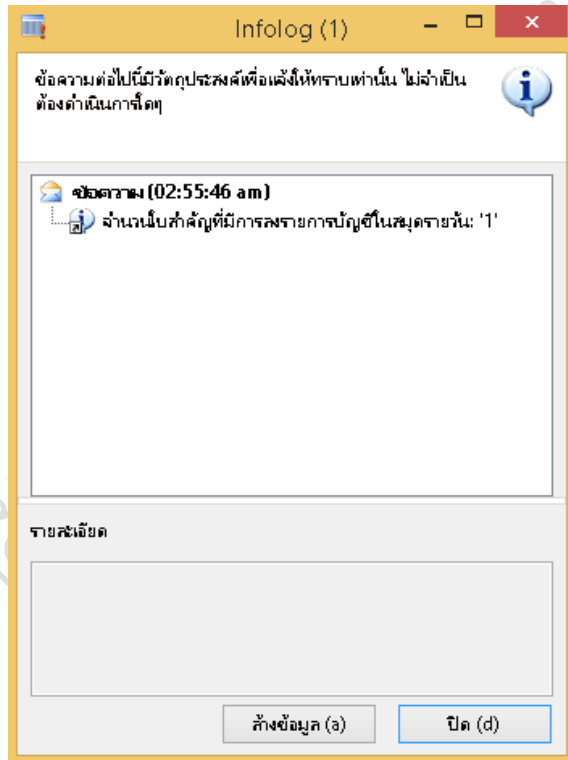 Infolog (1)
ข้อความต่อไปนี้มีวัตถุประสงค์เพื่อแจ้งให้ทราบเท่านั้น ไม่จำเป็น
ต้องดำเนินการใดๆ
ข้อความ (02:55:46 am)
จำนวนใบสำคัญที่มีการลงรายการบัญชีในสมุดรายวัน: '1'
รายละเอียด
ล้างข้อมูล (a)
ปิด (d)